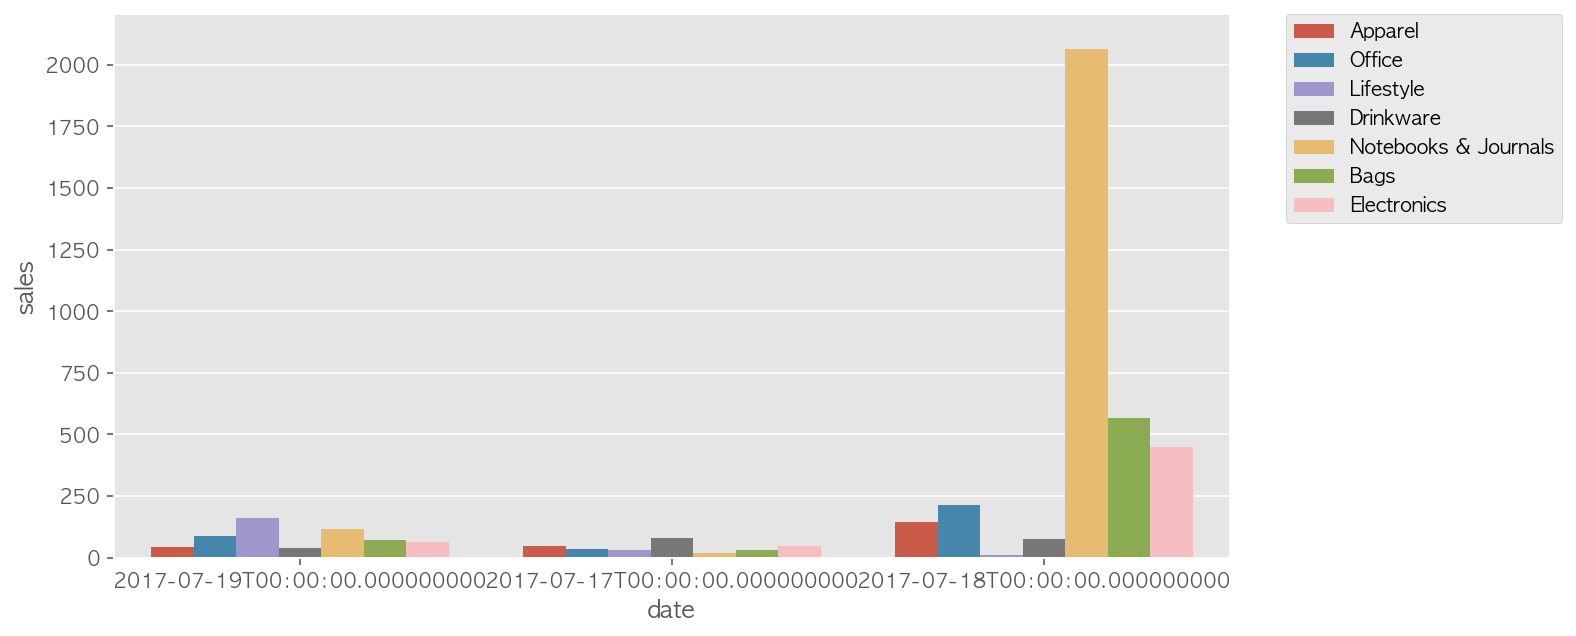 sales
2000
1750
1500
1250
1000
750
500
250
0
2017-07-19T00:00:00.000000000
2017-07-17T00:00:00.000000000
2017-07-18T00:00:00.000000000
date
Apparel
Office
Lifestyle
Drinkware
Notebooks & Journals
Bags
Electronics